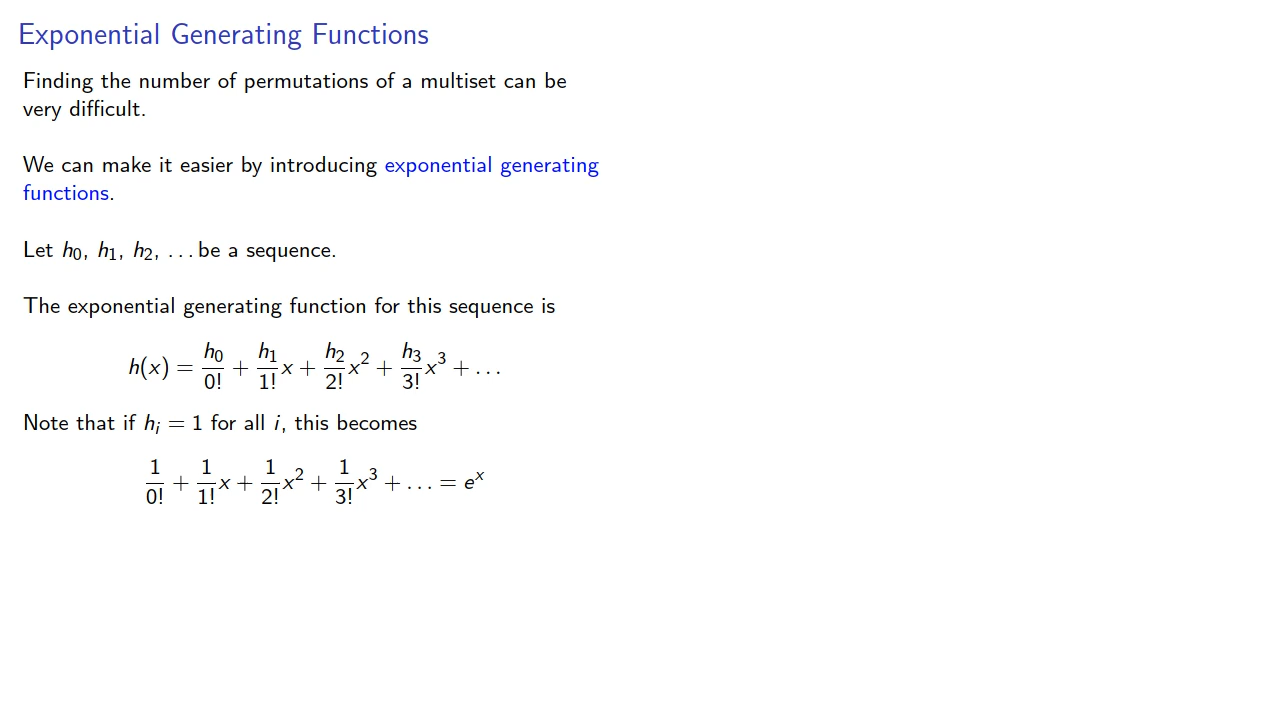 Exponential Generating Functions
Finding the number of permutations of a multiset can be
very difficult.
We can make it easier by introducing exponential generating
functions.
Let h₀, h₁, h₂, . . . be a sequence.
The exponential generating function for this sequence is
h(x) = h₀/0! + h₁/1! x + h₂/2! x² + h₃/3! x³ + . . .
Note that if hᵢ = 1 for all i, this becomes
1/0! + 1/1! x + 1/2! x² + 1/3! x³ + . . . = eˣ